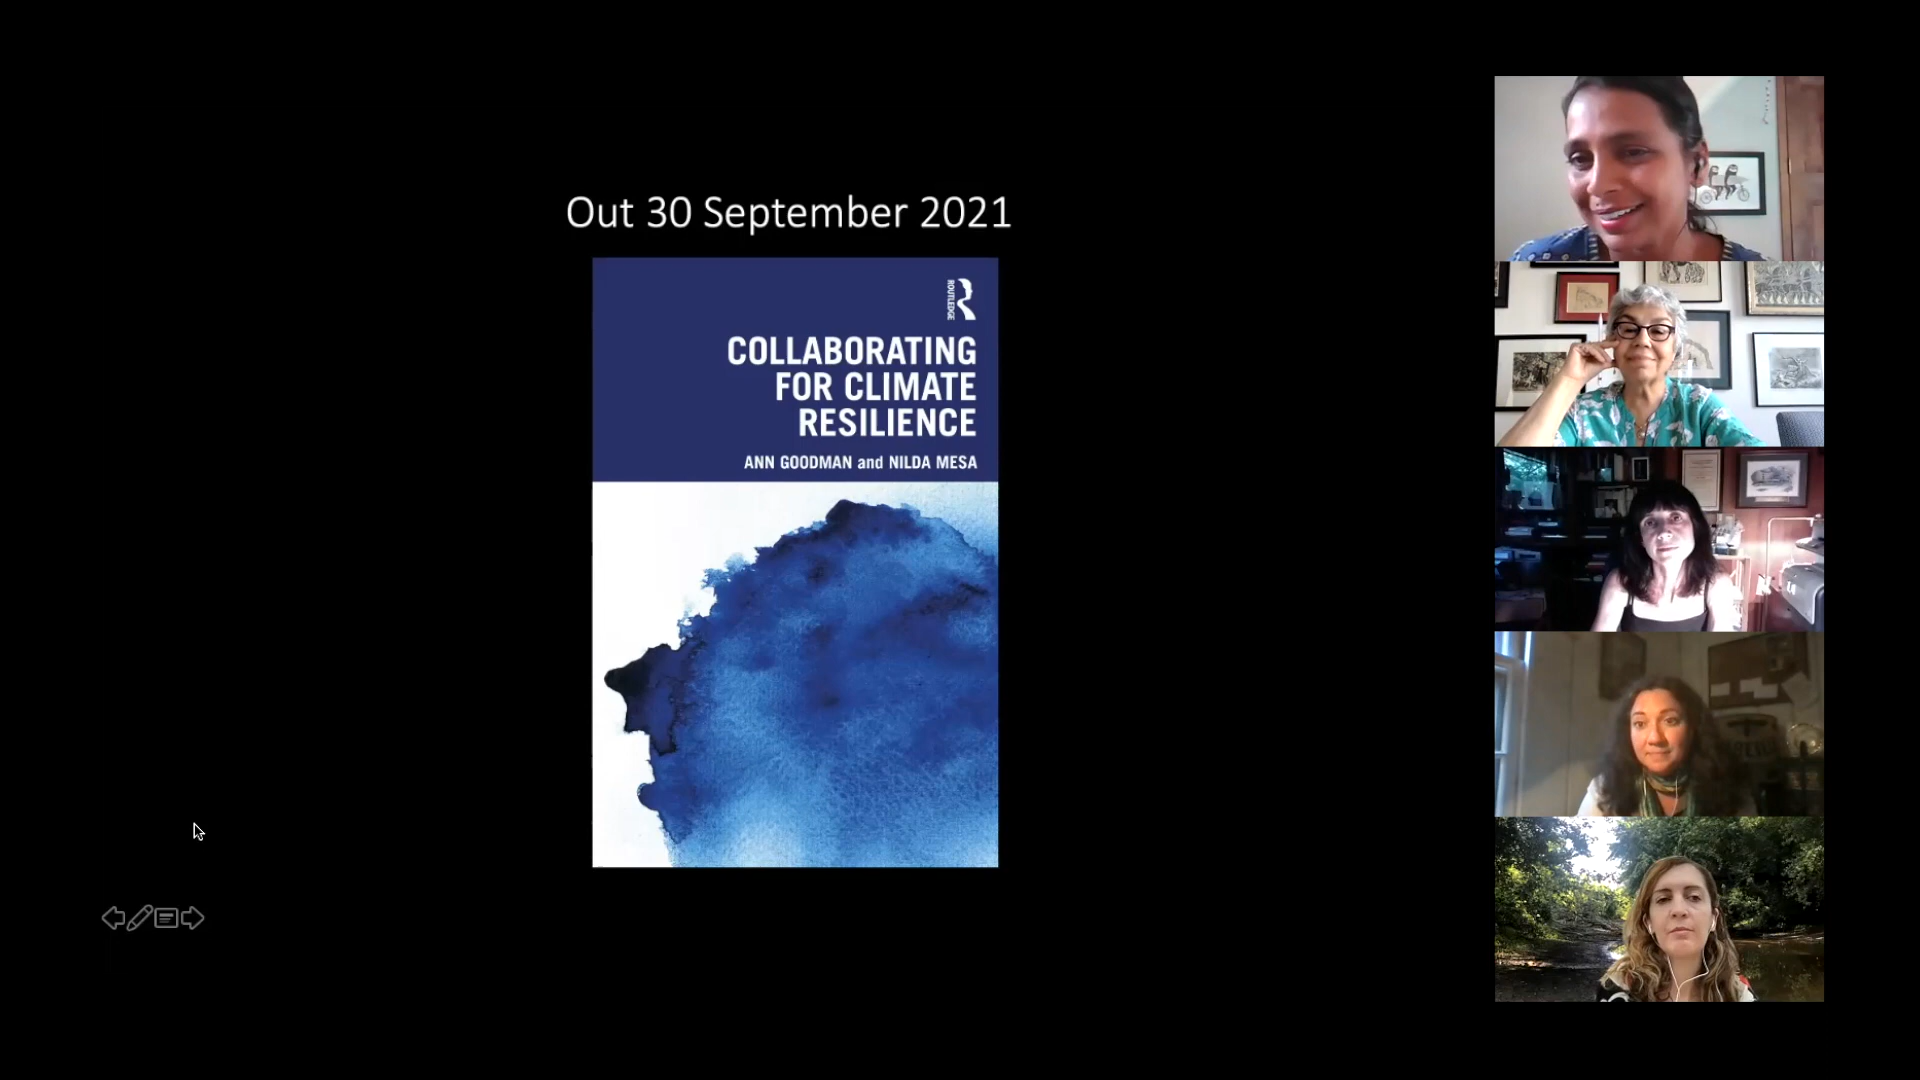 Out 30 September 2021
ROUTLEDGE
COLLABORATING
FOR CLIMATE
RESILIENCE
ANN GOODMAN and NILDA MESA